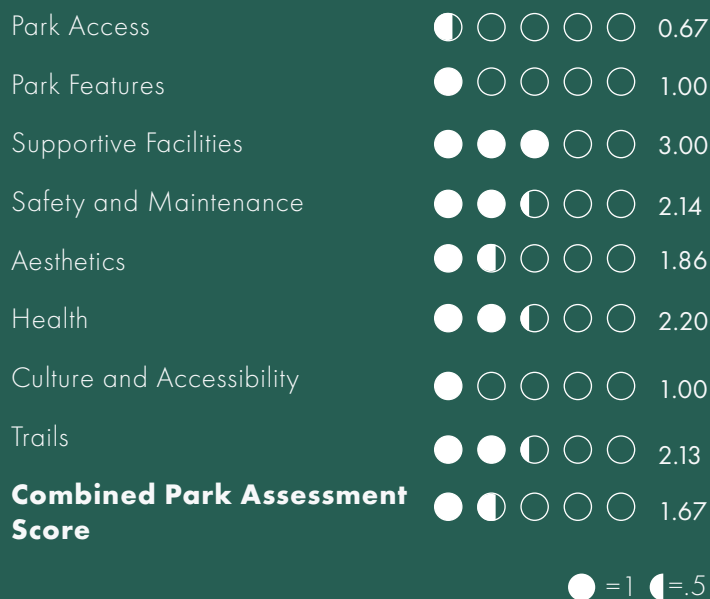 Park Access 0.67
Park Features 1.00
Supportive Facilities 3.00
Safety and Maintenance 2.14
Aesthetics 1.86
Health 2.20
Culture and Accessibility 1.00
Trails 2.13
Combined Park Assessment
Score 1.67
=1 =.5